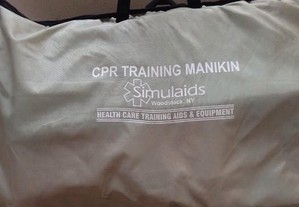 CPR TRAINING MANIKIN
Simulaids
Woodstock, NY
HEALTH CARE TRAINING AIDS & EQUIPMENT